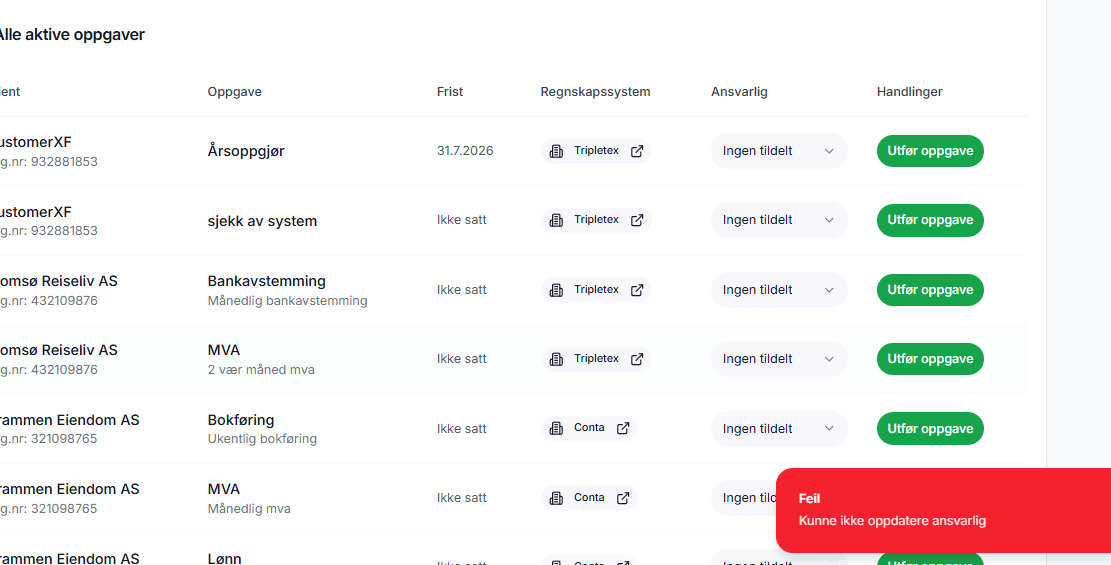 Alle aktive oppgaver
ient Oppgave Frist Regnskapssystem Ansvarlig Handlinger
ustomerXF
g.nr: 932881853
Årsoppgjør
31.7.2026
Tripletex
Ingen tildelt
Utfør oppgave
ustomerXF
g.nr: 932881853
sjekk av system
Ikke satt
Tripletex
Ingen tildelt
Utfør oppgave
omsø Reiseliv AS
g.nr: 432109876
Bankavstemming
Månedlig bankavstemming
Ikke satt
Tripletex
Ingen tildelt
Utfør oppgave
omsø Reiseliv AS
g.nr: 432109876
MVA
2 vær måned mva
Ikke satt
Tripletex
Ingen tildelt
Utfør oppgave
rammen Eiendom AS
g.nr: 321098765
Bokføring
Ukentlig bokføring
Ikke satt
Conta
Ingen tildelt
Utfør oppgave
rammen Eiendom AS
g.nr: 321098765
MVA
Månedlig mva
Ikke satt
Conta
Ingen tild
Feil
Kunne ikke oppdatere ansvarlig
rammen Eiendom AS
Lønn
Ikke satt
Conta
Ingen tildelt
Utfør oppgave